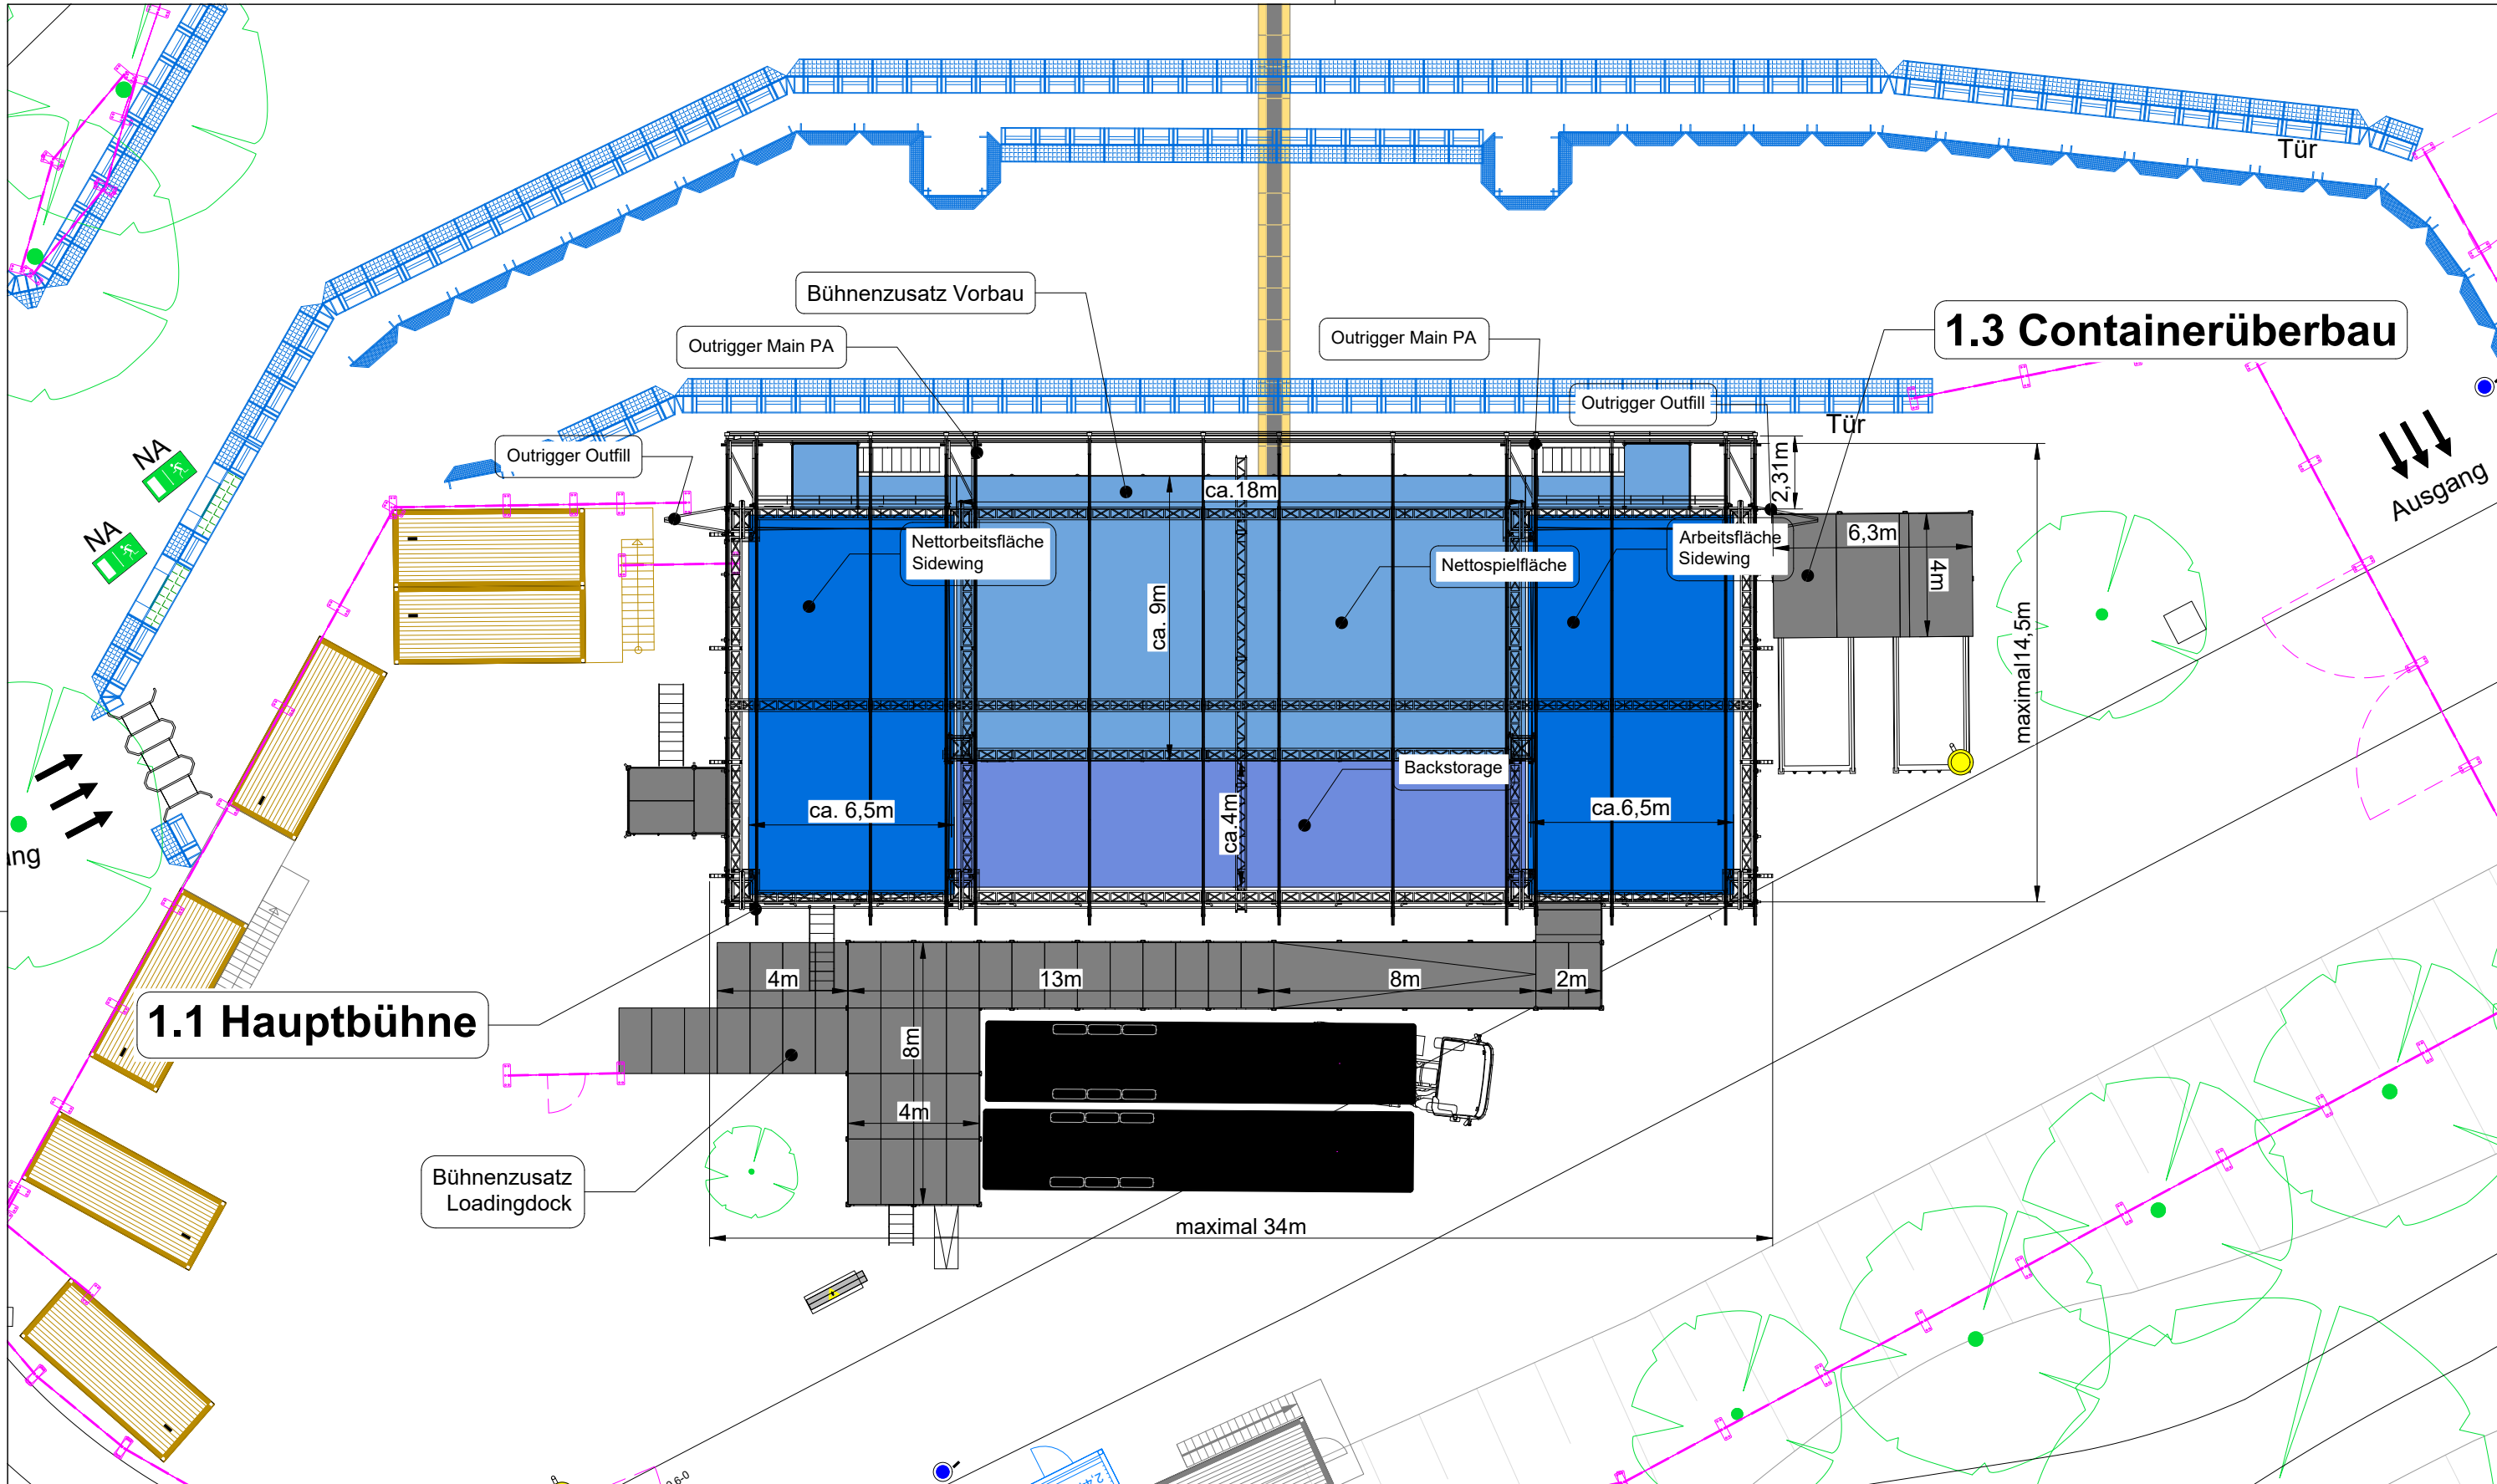 Tür
Bühnenzusatz Vorbau
1.3 Containerüberbau
Outrigger Main PA
Outrigger Main PA
Outrigger Outfill
Tür
Outrigger Outfill
NA
NA
2,31m
Ausgang
ca.18m
Nettorbeitsfläche
Sidewing
Nettospielfläche
Arbeitsfläche
Sidewing
6,3m
4m
ca. 9m
maximal14,5m
Backstorage
ca. 6,5m
ca.4m
ca.6,5m
ng
4m
13m
8m
2m
1.1 Hauptbühne
8m
4m
Bühnenzusatz
Loadingdock
maximal 34m